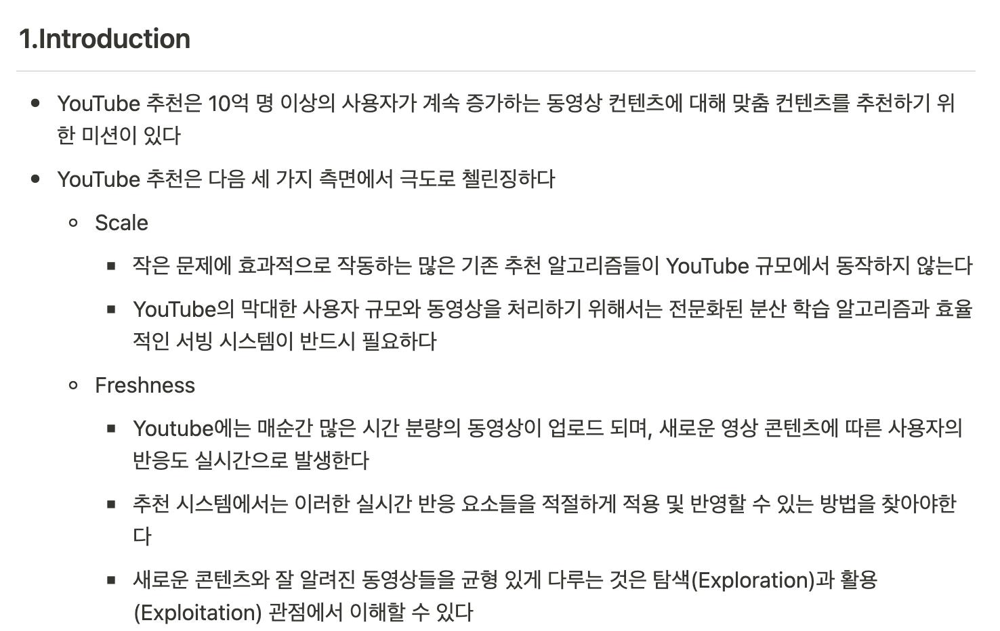 1.Introduction
YouTube 추천은 10억 명 이상의 사용자가 계속 증가하는 동영상 컨텐츠에 대해 맞춤 컨텐츠를 추천하기 위
한 미션이 있다
YouTube 추천은 다음 세 가지 측면에서 극도로 첼린징하다
Scale
작은 문제에 효과적으로 작동하는 많은 기존 추천 알고리즘들이 YouTube 규모에서 동작하지 않는다
YouTube의 막대한 사용자 규모와 동영상을 처리하기 위해서는 전문화된 분산 학습 알고리즘과 효율
적인 서빙 시스템이 반드시 필요하다
Freshness
Youtube에는 매순간 많은 시간 분량의 동영상이 업로드 되며, 새로운 영상 콘텐츠에 따른 사용자의
반응도 실시간으로 발생한다
추천 시스템에서는 이러한 실시간 반응 요소들을 적절하게 적용 및 반영할 수 있는 방법을 찾아야한
다
새로운 콘텐츠와 잘 알려진 동영상들을 균형 있게 다루는 것은 탐색(Exploration)과 활용
(Exploitation) 관점에서 이해할 수 있다